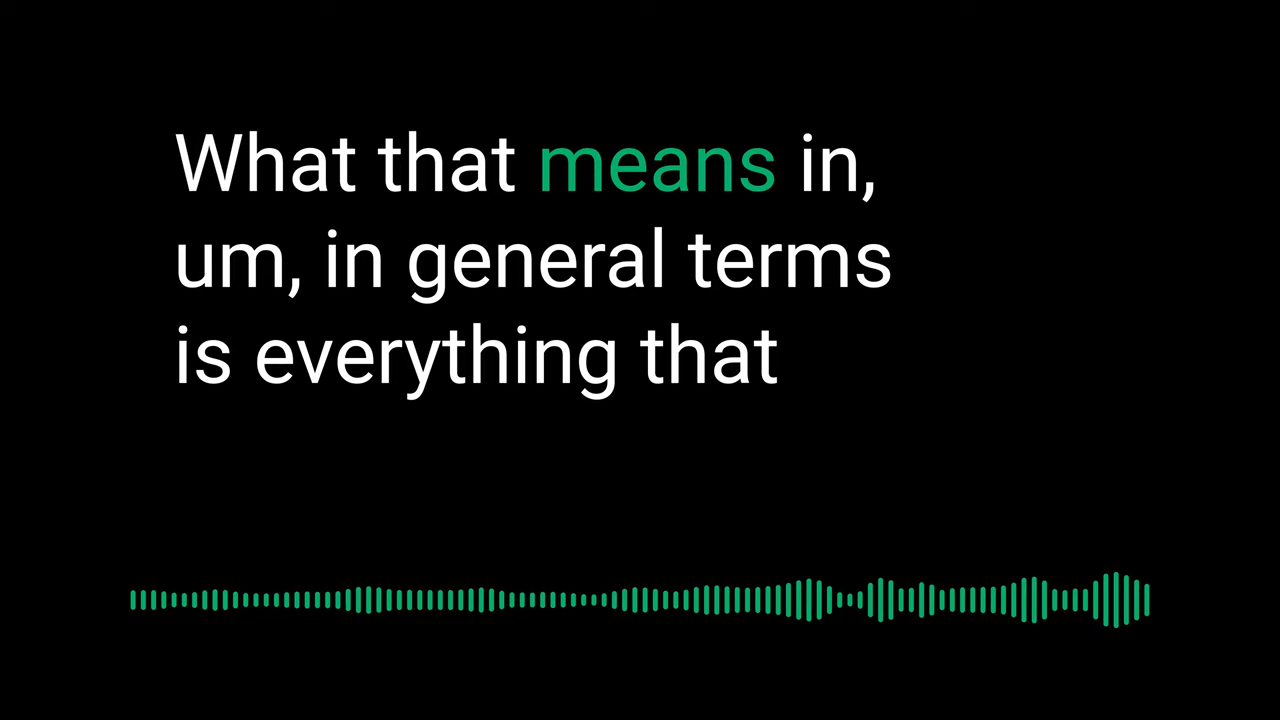 What that means in,
um, in general terms
is everything that